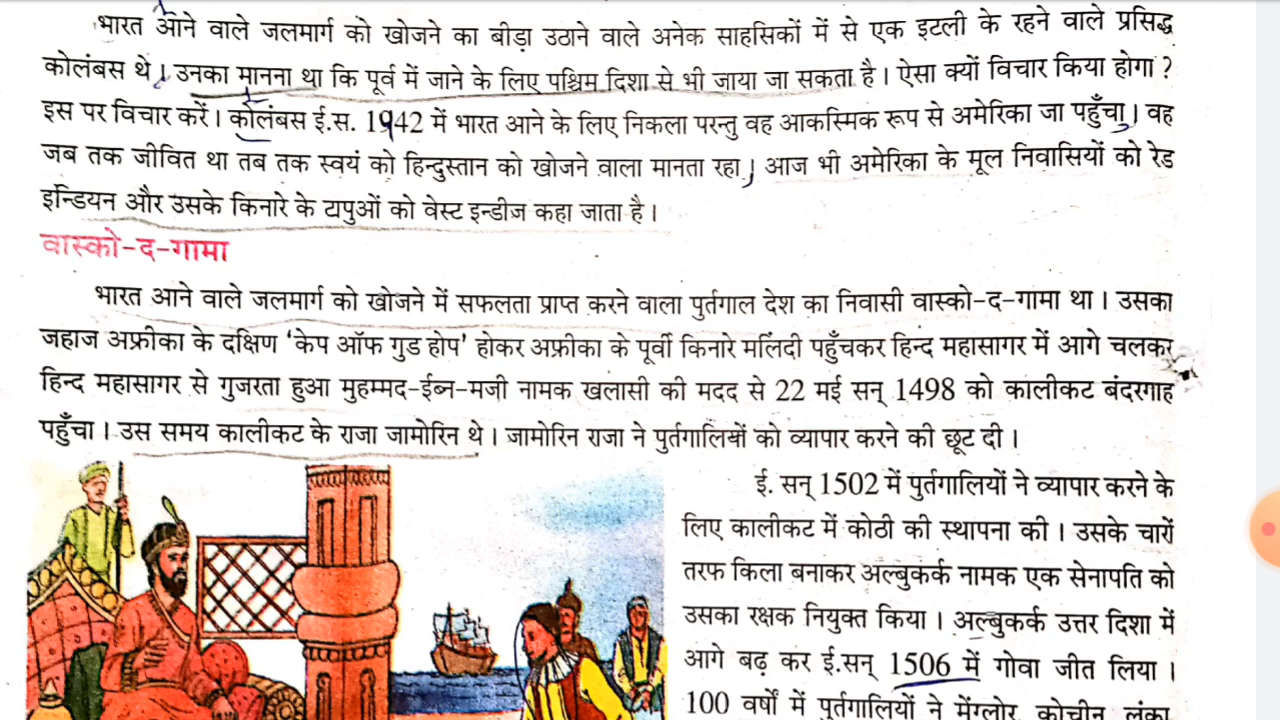 भारत आने वाले जलमार्ग को खोजने का बीड़ा उठाने वाले अनेक साहसिकों में से एक इटली के रहने वाले प्रसिद्ध
कोलंबस थे। उनका मानना था कि पूर्व में जाने के लिए पश्चिम दिशा से भी जाया जा सकता है। ऐसा क्यों विचार किया होगा ?
इस पर विचार करें। कोलंबस ई.स. 1942 में भारत आने के लिए निकला परन्तु वह आकस्मिक रूप से अमेरिका जा पहुँचा। वह
जब तक जीवित था तब तक स्वयं को हिन्दुस्तान को खोजने वाला मानता रहा। आज भी अमेरिका के मूल निवासियों को रेड
इन्डियन और उसके किनारे के टापुओं को वेस्ट इन्डीज कहा जाता है।
वास्को-द-गामा
भारत आने वाले जलमार्ग को खोजने में सफलता प्राप्त करने वाला पुर्तगाल देश का निवासी वास्को-द-गामा था। उसका
जहाज अफ्रीका के दक्षिण 'केप ऑफ गुड होप' होकर अफ्रीका के पूर्वी किनारे मलिंदी पहुँचकर हिन्द महासागर में आगे चलकर
हिन्द महासागर से गुजरता हुआ मुहम्मद-ईब्न-मजी नामक खलासी की मदद से 22 मई सन् 1498 को कालीकट बंदरगाह
पहुँचा। उस समय कालीकट के राजा जामोरिन थे। जामोरिन राजा ने पुर्तगालियों को व्यापार करने की छूट दी।
ई. सन् 1502 में पुर्तगालियों ने व्यापार करने के
लिए कालीकट में कोठी की स्थापना की। उसके चारों
तरफ किला बनाकर अल्बुकर्क नामक एक सेनापति को
उसका रक्षक नियुक्त किया। अल्बुकर्क उत्तर दिशा में
आगे बढ़ कर ई.सन् 1506 में गोवा जीत लिया।
100 वर्षों में पुर्तगालियों ने मेंग्लोर, कोचीन, लंका,